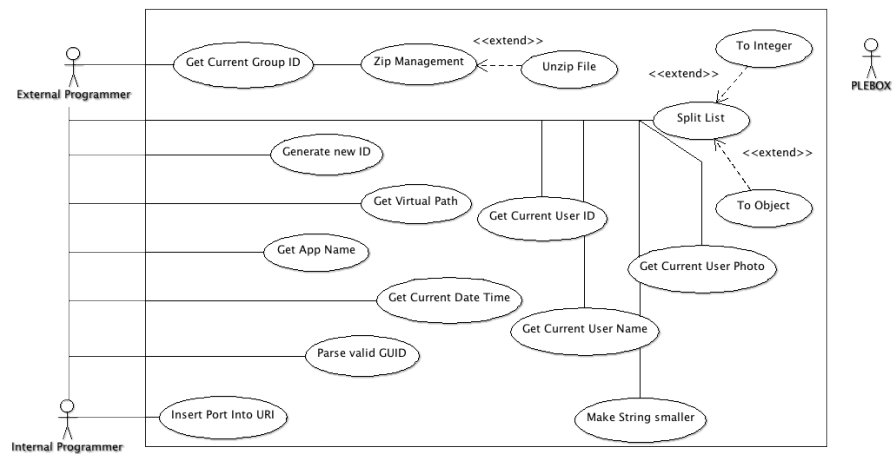 <<extend>>
To Integer
Get Current Group ID
Zip Management
Unzip File
<<extend>>
External Programmer
PLEBOX
Split List
Generate new ID
<<extend>>
Get Virtual Path
To Object
Get Current User ID
Get App Name
Get Current User Photo
Get Current Date Time
Get Current User Name
Parse valid GUID
Insert Port Into URI
Make String smaller
Internal Programmer